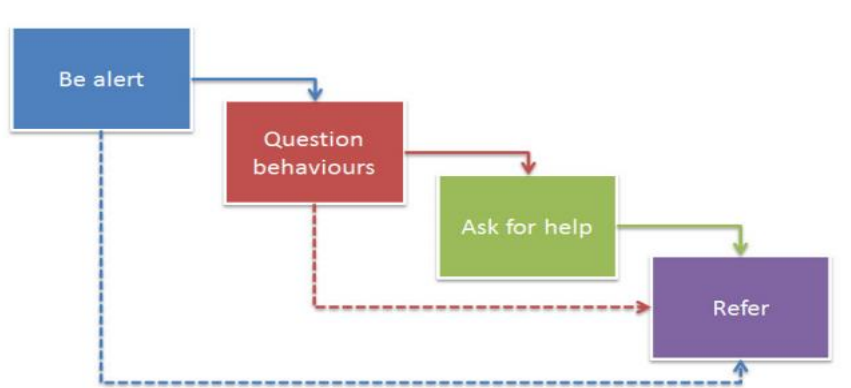 Be alert
Question
behaviours
Ask for help
Refer